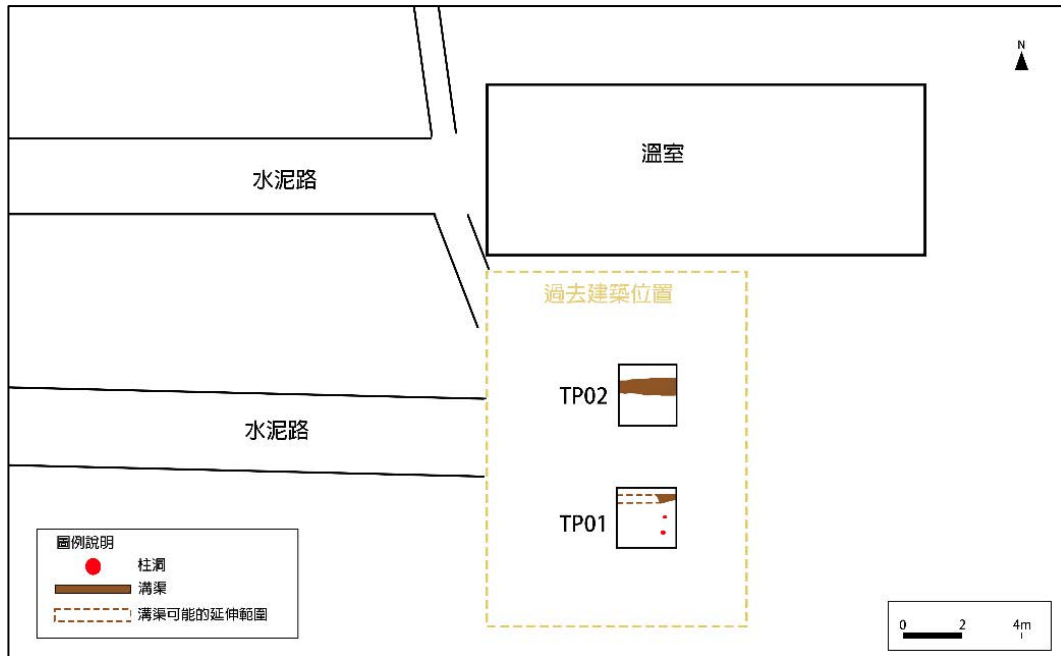 N
溫室
水泥路
過去建築位置
TP02
水泥路
TP01
圖例說明
柱洞
溝渠
溝渠可能的延伸範圍
0 2 4m